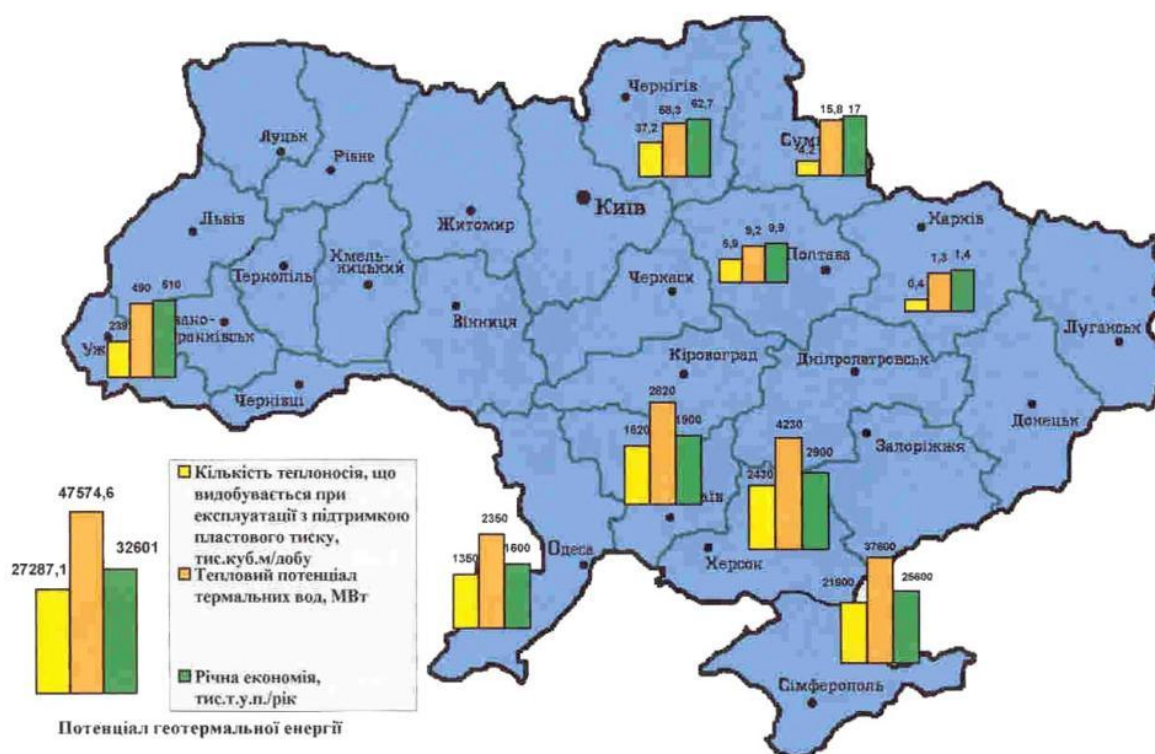 Чернігів
37,2
58,3
62,7
4,2
15,8
17
Луцьк
Рівне
Київ
Львів
Житомир
Харків
Тернопіль
Хмель-
ницький
5,9
9,2
9,9
Полтава
0,4
1,3
1,4
Черкаси
239
490
510
Вінниця
Луганськ
Кіровоград
Дніпропетровськ
Чернівці
Донецьк
1620
2820
1900
Запоріжжя
2430
4230
2900
Херсон
1350
2350
1600
Одеса
21900
37600
25600
Сімферополь
27287,1
47574,6
32601
Кількість теплоносія, що
видобувається при
експлуатації з підтримкою
пластового тиску,
тис.куб.м/добу
Тепловий потенціал
термальних вод, МВт
Річна економія,
тис.т.у.п./рік
Потенціал геотермальної енергії